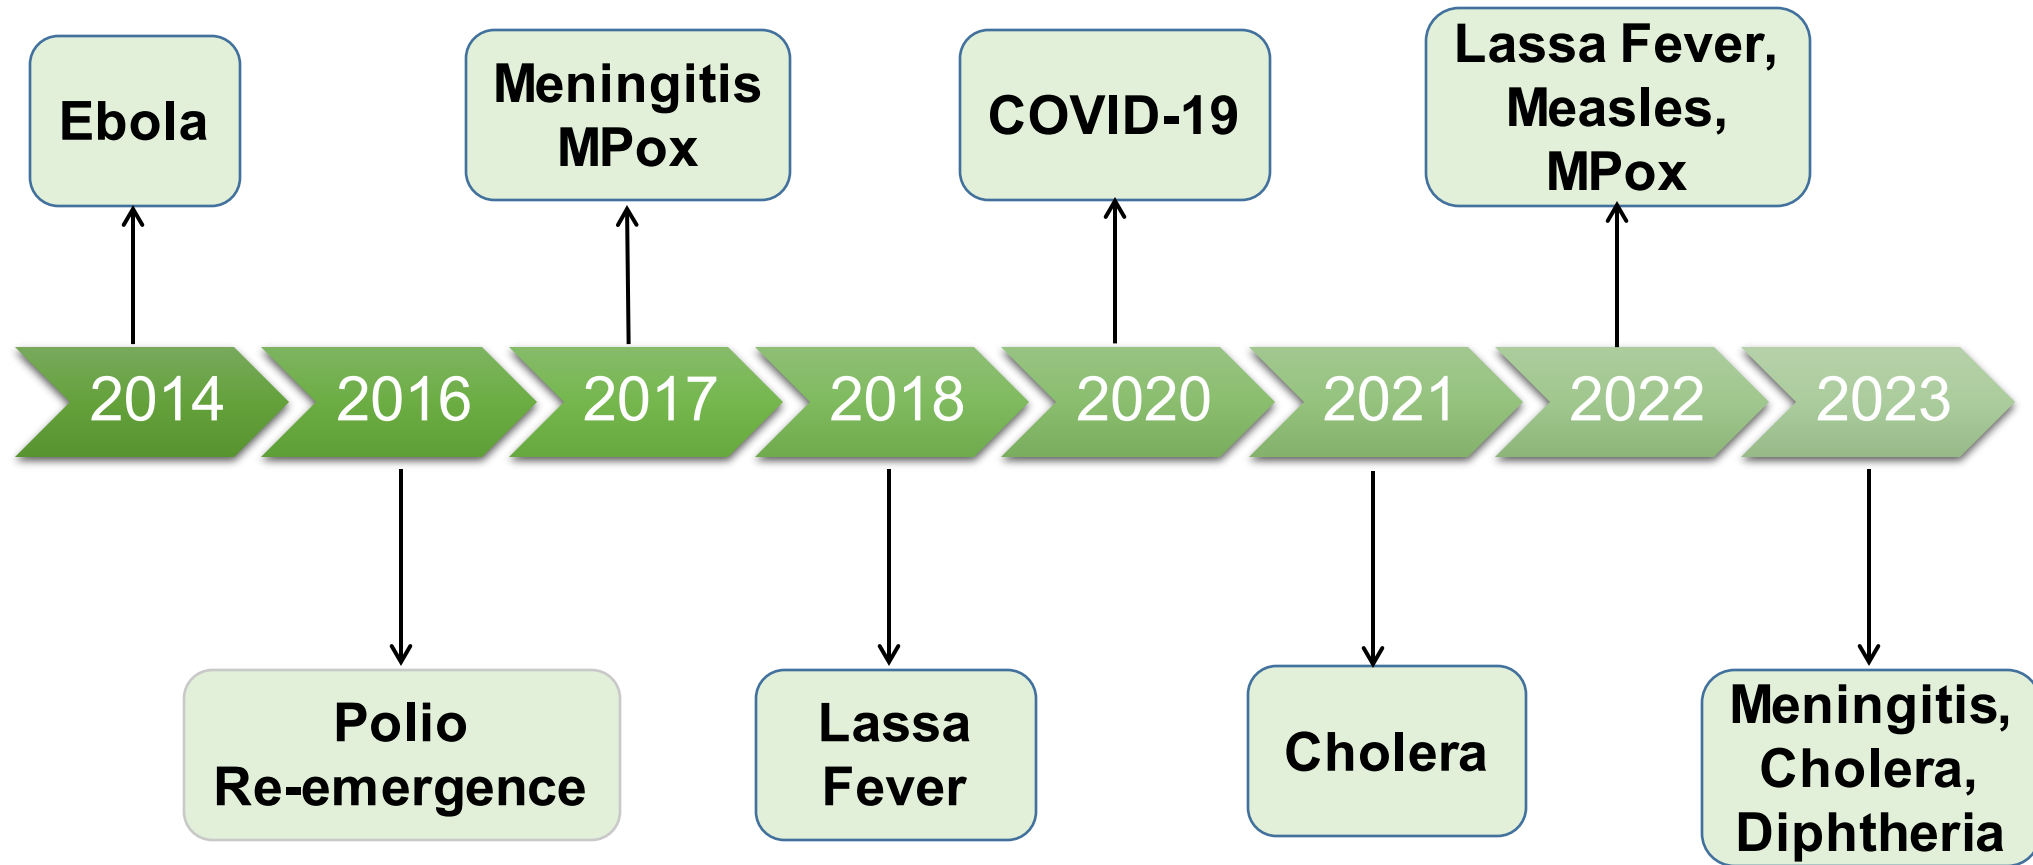 Ebola
Meningitis
MPox
COVID-19
Lassa Fever,
Measles,
MPox
2014
2016
2017
2018
2020
2021
2022
2023
Polio
Re-emergence
Lassa
Fever
Cholera
Meningitis,
Cholera,
Diphtheria